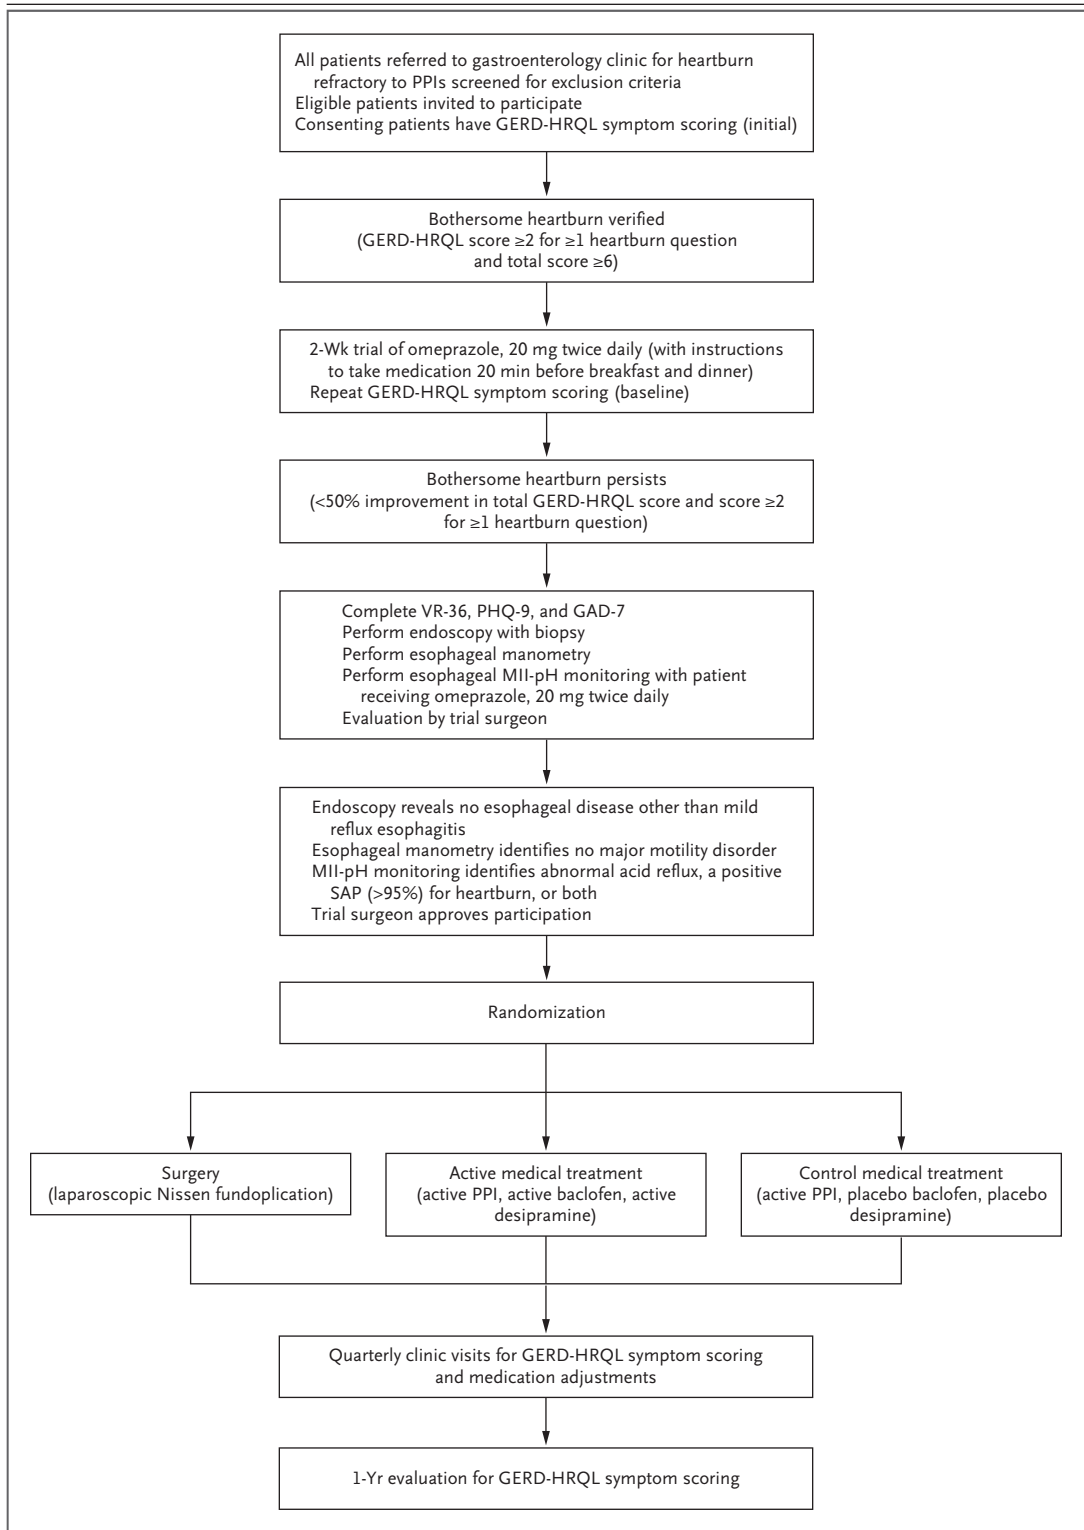 All patients referred to gastroenterology clinic for heartburn
refractory to PPIs screened for exclusion criteria
Eligible patients invited to participate
Consenting patients have GERD-HRQL symptom scoring (initial)
Bothersome heartburn verified
(GERD-HRQL score ≥2 for ≥1 heartburn question
and total score ≥6)
2-Wk trial of omeprazole, 20 mg twice daily (with instructions
to take medication 20 min before breakfast and dinner)
Repeat GERD-HRQL symptom scoring (baseline)
Bothersome heartburn persists
(<50% improvement in total GERD-HRQL score and score ≥2
for ≥1 heartburn question)
Complete VR-36, PHQ-9, and GAD-7
Perform endoscopy with biopsy
Perform esophageal manometry
Perform esophageal MII-pH monitoring with patient
receiving omeprazole, 20 mg twice daily
Evaluation by trial surgeon
Endoscopy reveals no esophageal disease other than mild
reflux esophagitis
Esophageal manometry identifies no major motility disorder
MII-pH monitoring identifies abnormal acid reflux, a positive
SAP (>95%) for heartburn, or both
Trial surgeon approves participation
Randomization
Surgery
(laparoscopic Nissen fundoplication)
Active medical treatment
(active PPI, active baclofen, active
desipramine)
Control medical treatment
(active PPI, placebo baclofen, placebo
desipramine)
Quarterly clinic visits for GERD-HRQL symptom scoring
and medication adjustments
1-Yr evaluation for GERD-HRQL symptom scoring